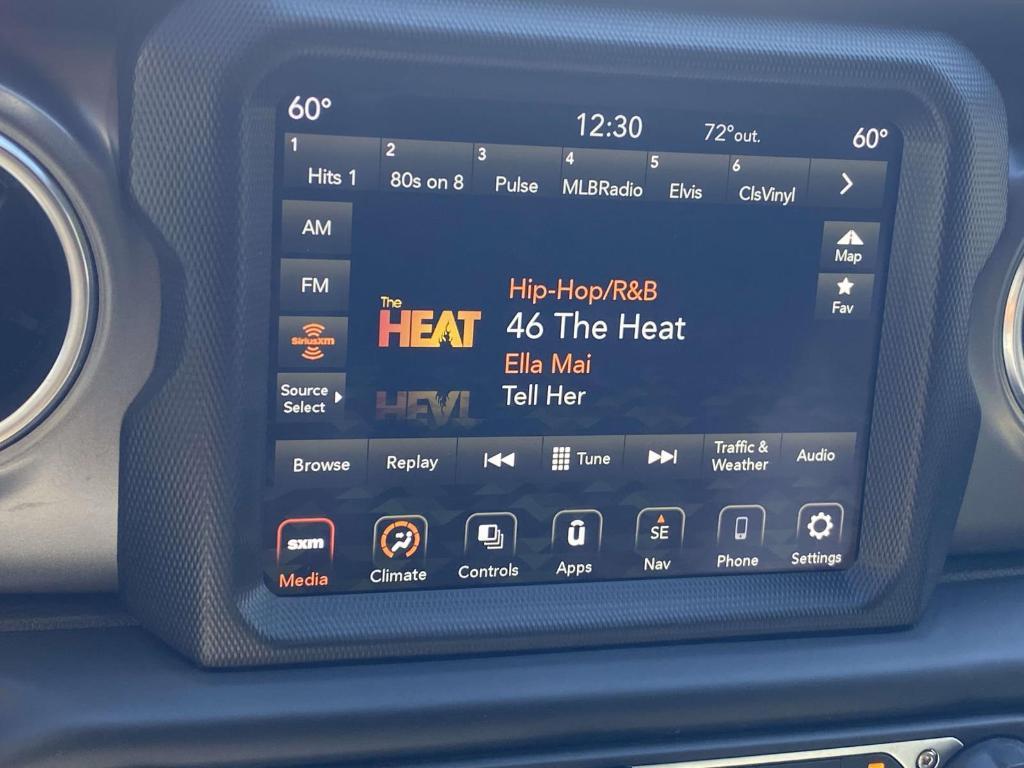 60°
12:30
72°out.
60°
1 Hits 1
2 80s on 8
3 Pulse
4 MLBRadio
5 Elvis
6 ClsVinyl
AM
FM
SiriusXM
Source
Select
The
HEAT
Hip-Hop/R&B
46 The Heat
Ella Mai
Tell Her
Map
Fav
Browse
Replay
Tune
Traffic &
Weather
Audio
sxm
Media
Climate
Controls
û
Apps
SE
Nav
Phone
Settings